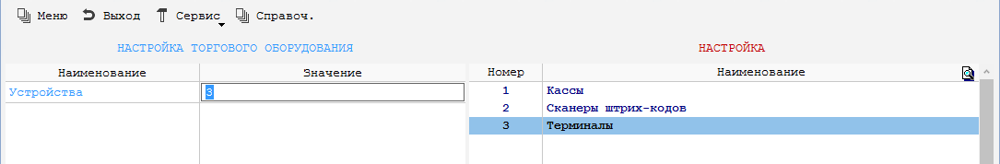 Меню Выход Сервис Справоч.
НАСТРОЙКА ТОРГОВОГО ОБОРУДОВАНИЯ НАСТРОЙКА
Наименование Значение Номер Наименование
Устройства 3 1 Кассы
2 Сканеры штрих-кодов
3 Терминалы